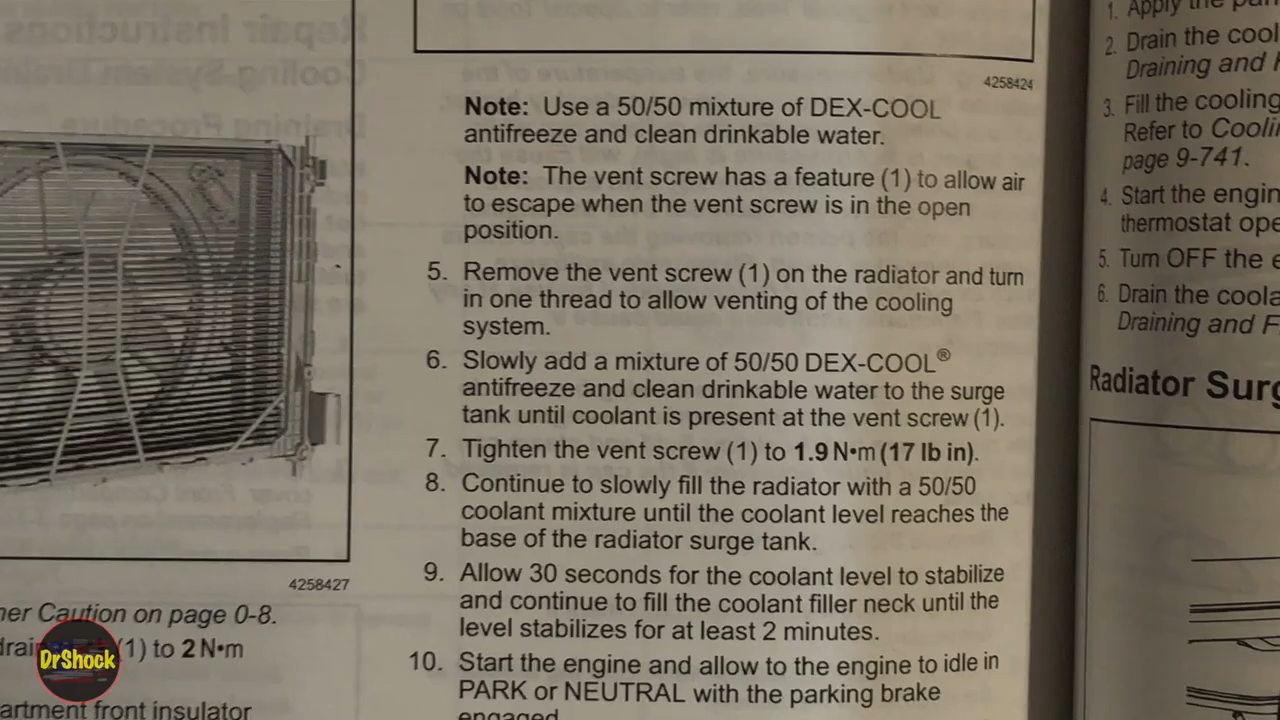 4258427
ner Caution on page 0-8.
(1) to 2 N•m
artment front insulator
DrShock
4258424
Note: Use a 50/50 mixture of DEX-COOL
antifreeze and clean drinkable water.
Note: The vent screw has a feature (1) to allow air
to escape when the vent screw is in the open
position.
5. Remove the vent screw (1) on the radiator and turn
in one thread to allow venting of the cooling
system.
6. Slowly add a mixture of 50/50 DEX-COOL®
antifreeze and clean drinkable water to the surge
tank until coolant is present at the vent screw (1).
7. Tighten the vent screw (1) to 1.9 N•m (17 lb in).
8. Continue to slowly fill the radiator with a 50/50
coolant mixture until the coolant level reaches the
base of the radiator surge tank.
9. Allow 30 seconds for the coolant level to stabilize
and continue to fill the coolant filler neck until the
level stabilizes for at least 2 minutes.
10. Start the engine and allow to the engine to idle in
PARK or NEUTRAL with the parking brake
engaged
1. Apply the
2. Drain the cool
Draining and
3. Fill the cooling
Refer to Coolin
page 9-741.
4. Start the engin
thermostat ope
5. Turn OFF the e
6. Drain the coola
Draining and F
Radiator Surg